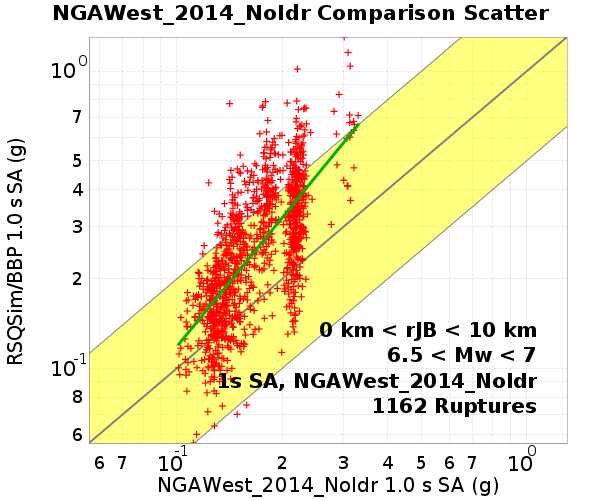 NGAWest_2014_NoIdr Comparison Scatter
RSQSim/BBP 1.0 s SA (g)
10^0
7
5
4
3
2
10^-1
8
6
0 km < rJB < 10 km
6.5 < Mw < 7
1s SA, NGAWest_2014_NoIdr
1162 Ruptures
6 7 10^-1 2 3 4 5 6 7 10^0
NGAWest_2014_NoIdr 1.0 s SA (g)